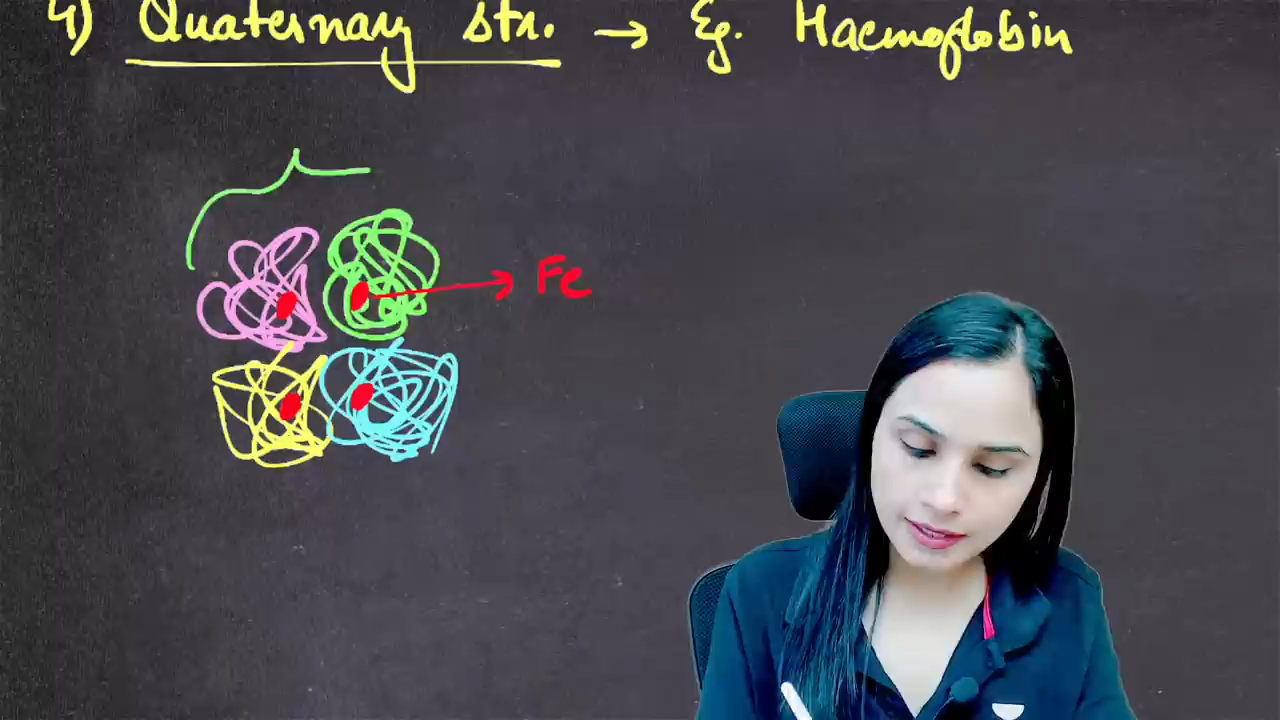 4) Quaternary str. → Eg. Haemoglobin
Fe